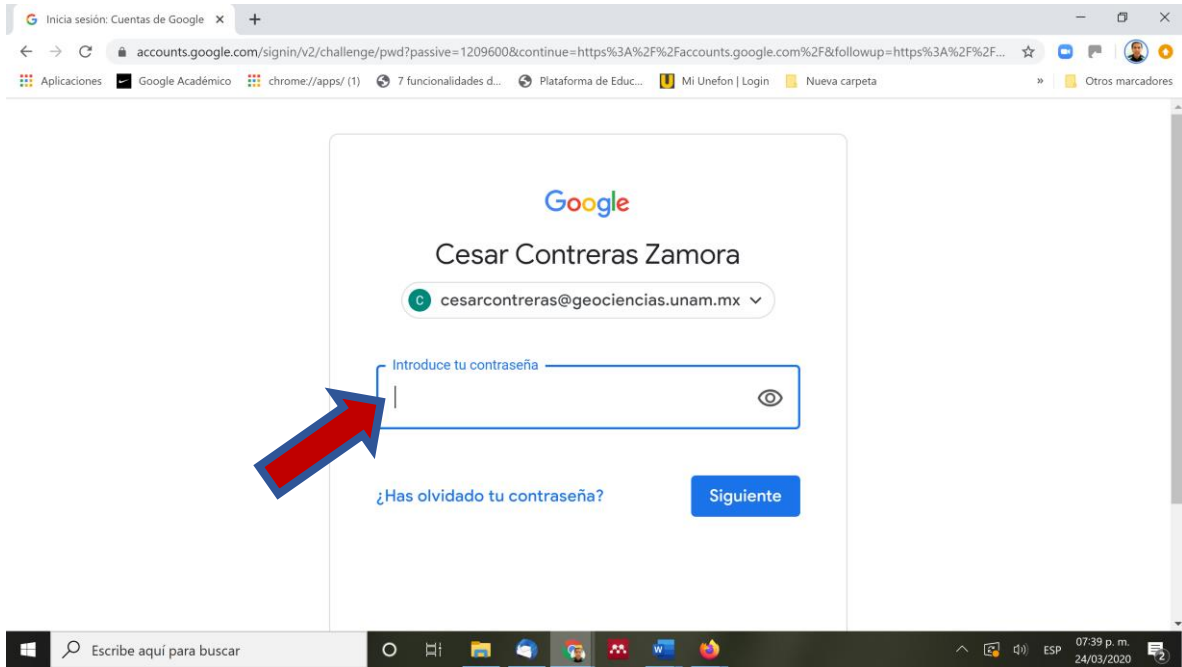 Inicia sesión: Cuentas de Google
accounts.google.com/signin/v2/challenge/pwd?passive=1209600&continue=https%3A%2F%2Faccounts.google.com%2F&followup=https%3A%2F%2F...
Aplicaciones Google Académico chrome://apps/ (1) 7 funcionalidades d... Plataforma de Educ... Mi Unefon | Login Nueva carpeta » Otros marcadores
Google
Cesar Contreras Zamora
C cesarcontreras@geociencias.unam.mx
Introduce tu contraseña
¿Has olvidado tu contraseña? Siguiente
Escribe aquí para buscar
ESP
07:39 p. m.
24/03/2020
2